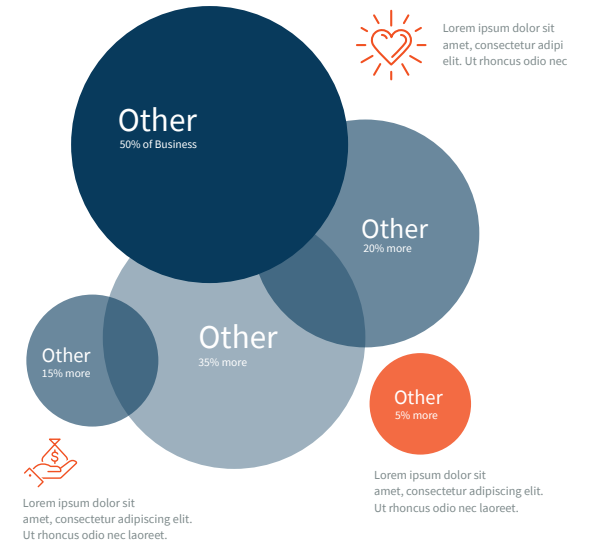 Lorem ipsum dolor sit
amet, consectetur adipi
elit. Ut rhoncus odio nec
Other
50% of Business
Other
20% more
Other
35% more
Other
15% more
Other
5% more
$
Lorem ipsum dolor sit
amet, consectetur adipiscing elit.
Ut rhoncus odio nec laoreet.
Lorem ipsum dolor sit
amet, consectetur adipiscing elit.
Ut rhoncus odio nec laoreet.